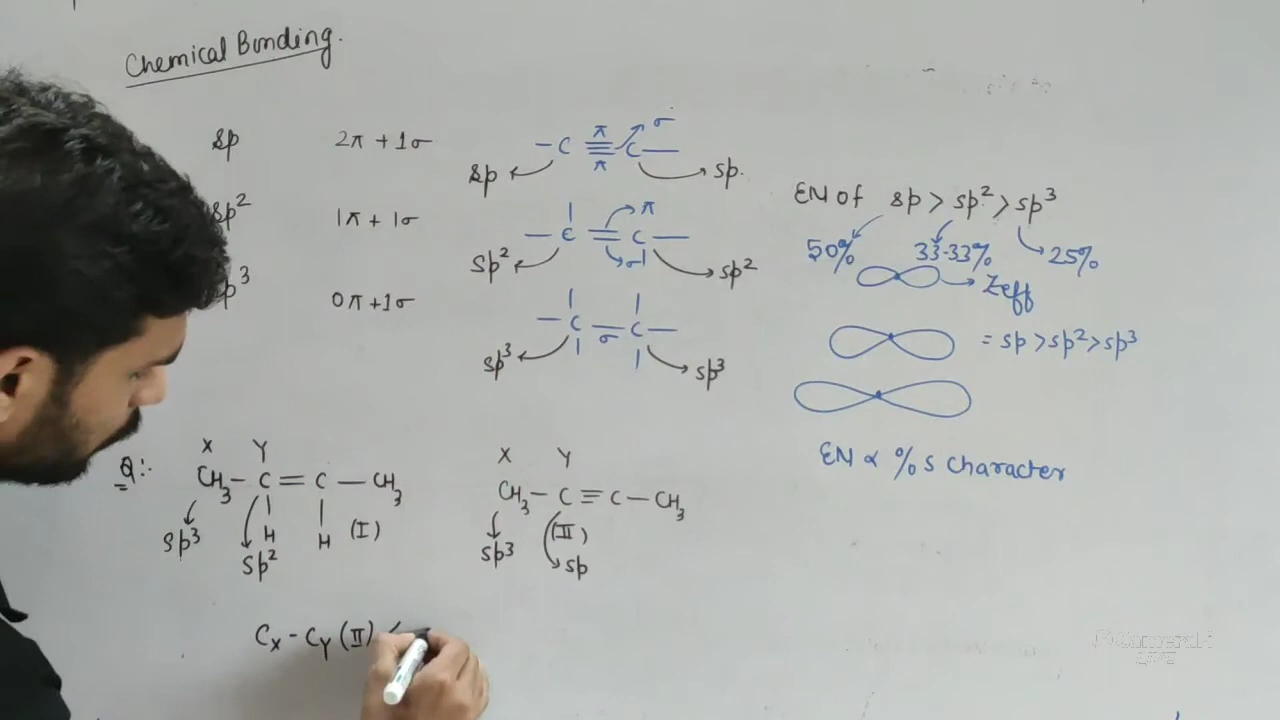 Chemical Bonding.
sp 2π + 1σ
sp² 1π + 1σ
p³ 0π + 1σ
σ
π
– C ≡ C —
π
sp sp.
π
— C = C —
σ
sp² sp²
— C — C —
σ
sp³ sp³
EN of sp > sp² > sp³
50% 33.33% 25%
Zeff
= sp > sp² > sp³
EN ∝ % s character
Q:- X Y
CH₃ – C = C — CH₃
H H (I)
sp³ sp²
X Y
CH₃ – C ≡ C – CH₃
(II)
sp³ sp
Cₓ – Cᵧ (II) <